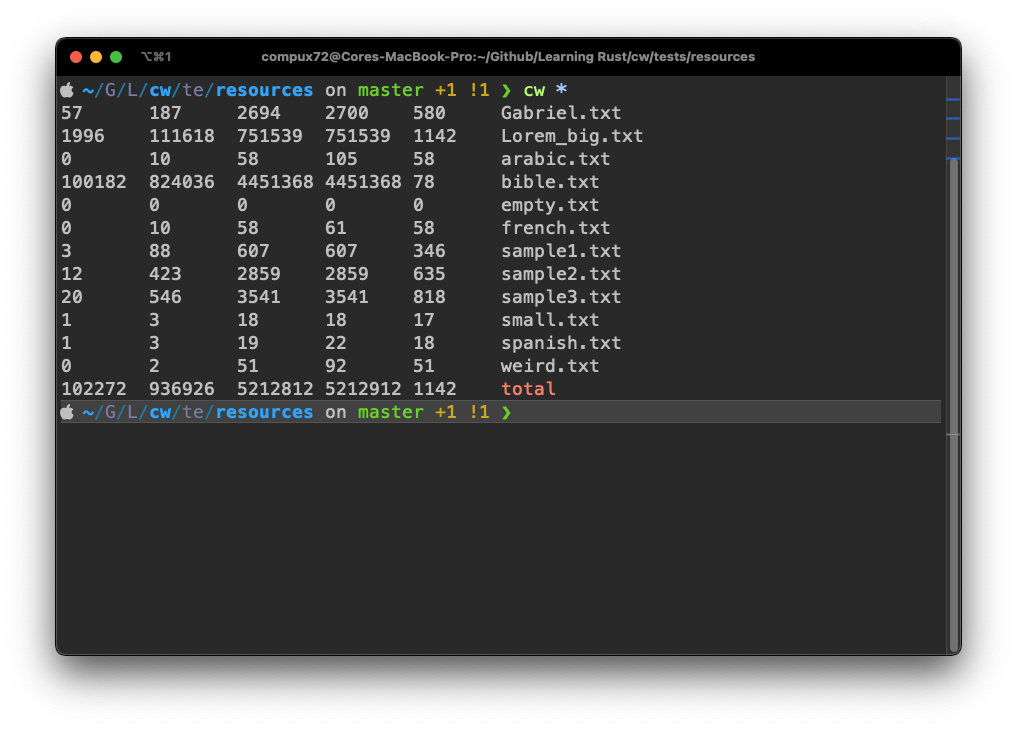 ⌥⌘1 compux72@Cores-MacBook-Pro:~/Github/Learning Rust/cw/tests/resources
~/G/L/cw/te/resources on master +1 !1 ❯ cw *
57 187 2694 2700 580 Gabriel.txt
1996 111618 751539 751539 1142 Lorem_big.txt
0 10 58 105 58 arabic.txt
100182 824036 4451368 4451368 78 bible.txt
0 0 0 0 0 empty.txt
0 10 58 61 58 french.txt
3 88 607 607 346 sample1.txt
12 423 2859 2859 635 sample2.txt
20 546 3541 3541 818 sample3.txt
1 3 18 18 17 small.txt
1 3 19 22 18 spanish.txt
0 2 51 92 51 weird.txt
102272 936926 5212812 5212912 1142 total
~/G/L/cw/te/resources on master +1 !1 ❯